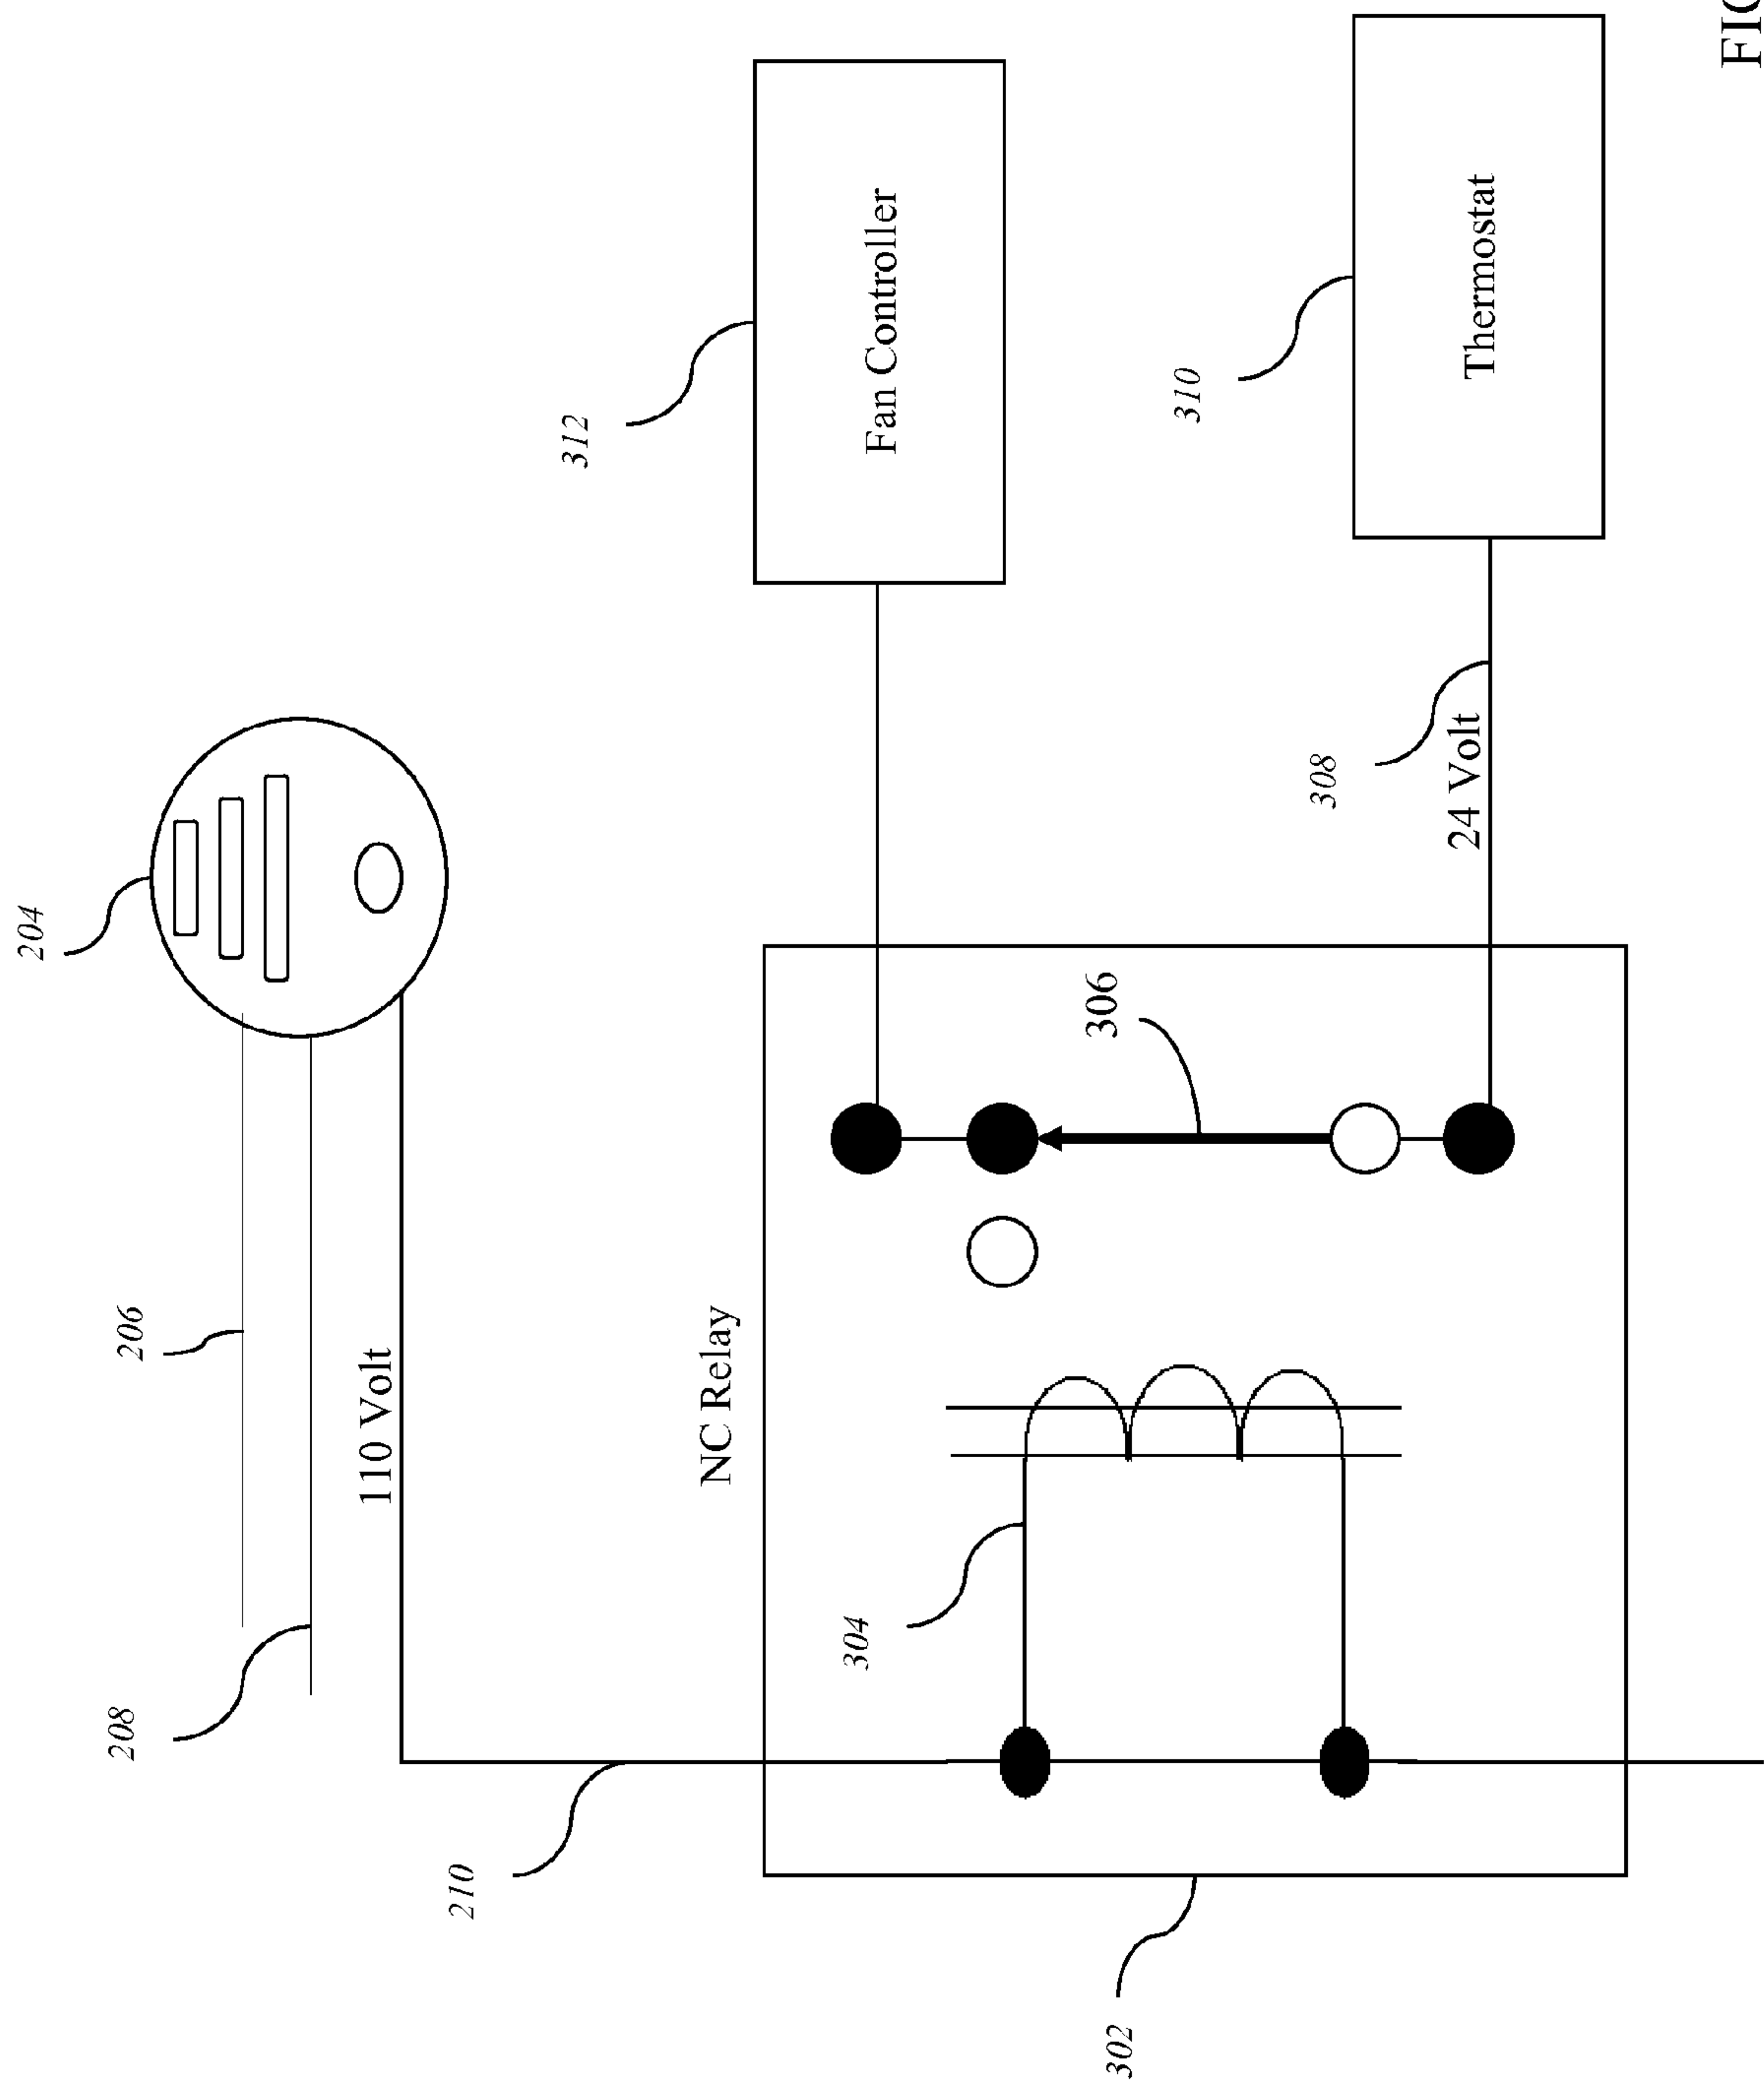 204
208
206
110 Volt
210
312
NC Relay
304
Fan Controller
302
306
310
308
24 Volt
Thermostat